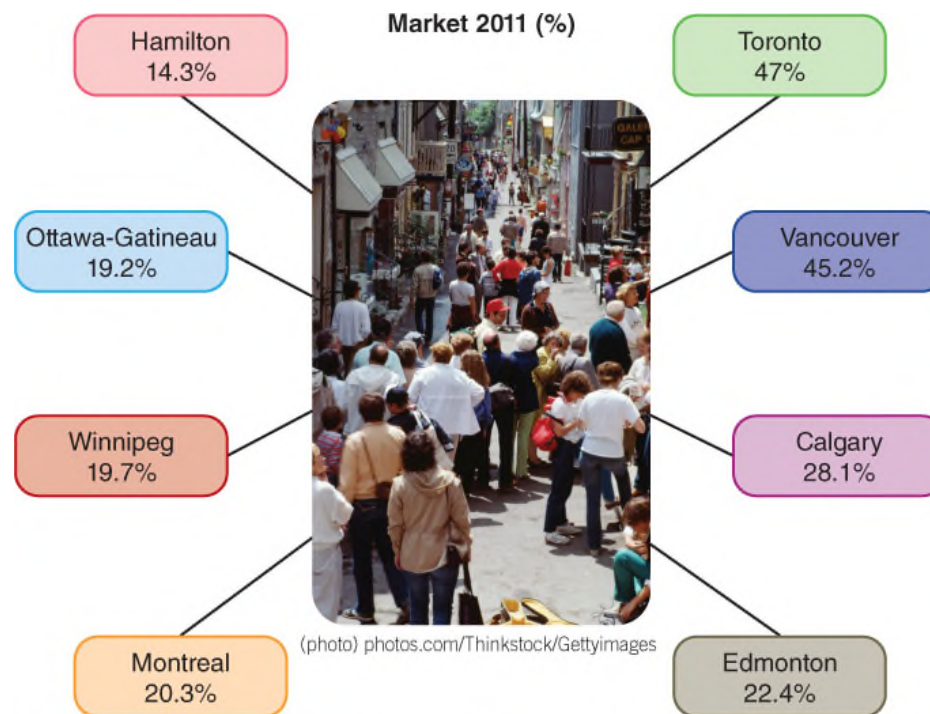 Market 2011 (%)
Hamilton
14.3%
Toronto
47%
Ottawa-Gatineau
19.2%
Vancouver
45.2%
Winnipeg
19.7%
Calgary
28.1%
Montreal
20.3%
Edmonton
22.4%
(photo) photos.com/Thinkstock/Gettyimages